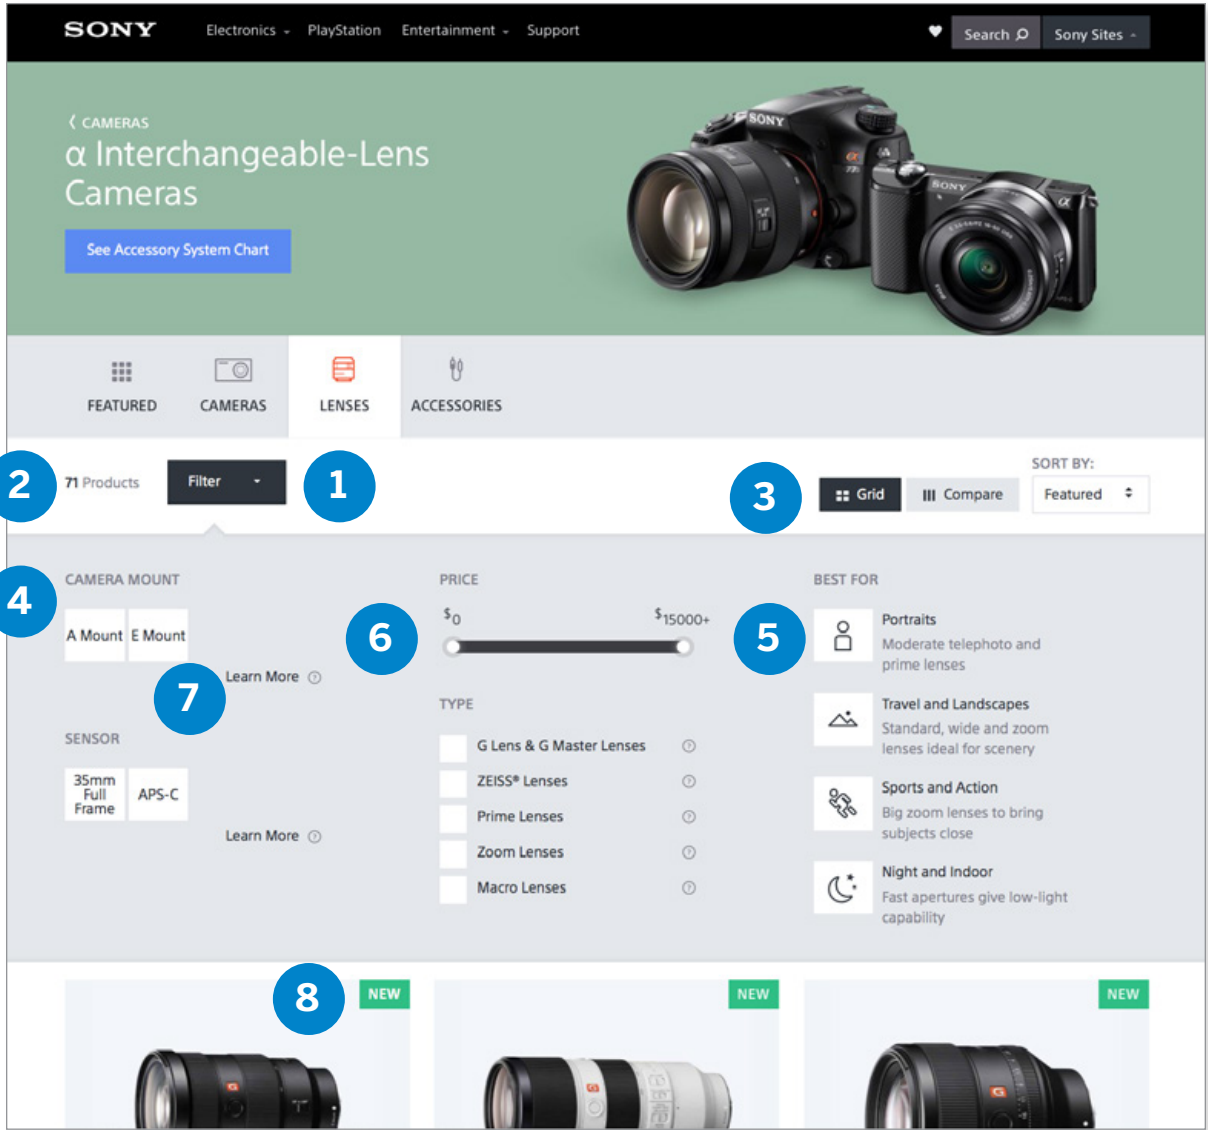 SONY
Electronics PlayStation Entertainment Support
Search Sony Sites
CAMERAS
α Interchangeable-Lens
Cameras
See Accessory System Chart
SONY
α
77
SONY
α
FEATURED CAMERAS LENSES ACCESSORIES
2
71 Products
Filter
1
3
Grid
Compare
SORT BY:
Featured
4
CAMERA MOUNT
A Mount E Mount
7
Learn More ?
SENSOR
35mm
Full
Frame
APS-C
Learn More ?
PRICE
6
$0 $15000+
TYPE
G Lens & G Master Lenses ?
ZEISS® Lenses ?
Prime Lenses ?
Zoom Lenses ?
Macro Lenses ?
BEST FOR
5
Portraits
Moderate telephoto and
prime lenses
Travel and Landscapes
Standard, wide and zoom
lenses ideal for scenery
Sports and Action
Big zoom lenses to bring
subjects close
Night and Indoor
Fast apertures give low-light
capability
8
NEW
NEW
NEW
G
G
G